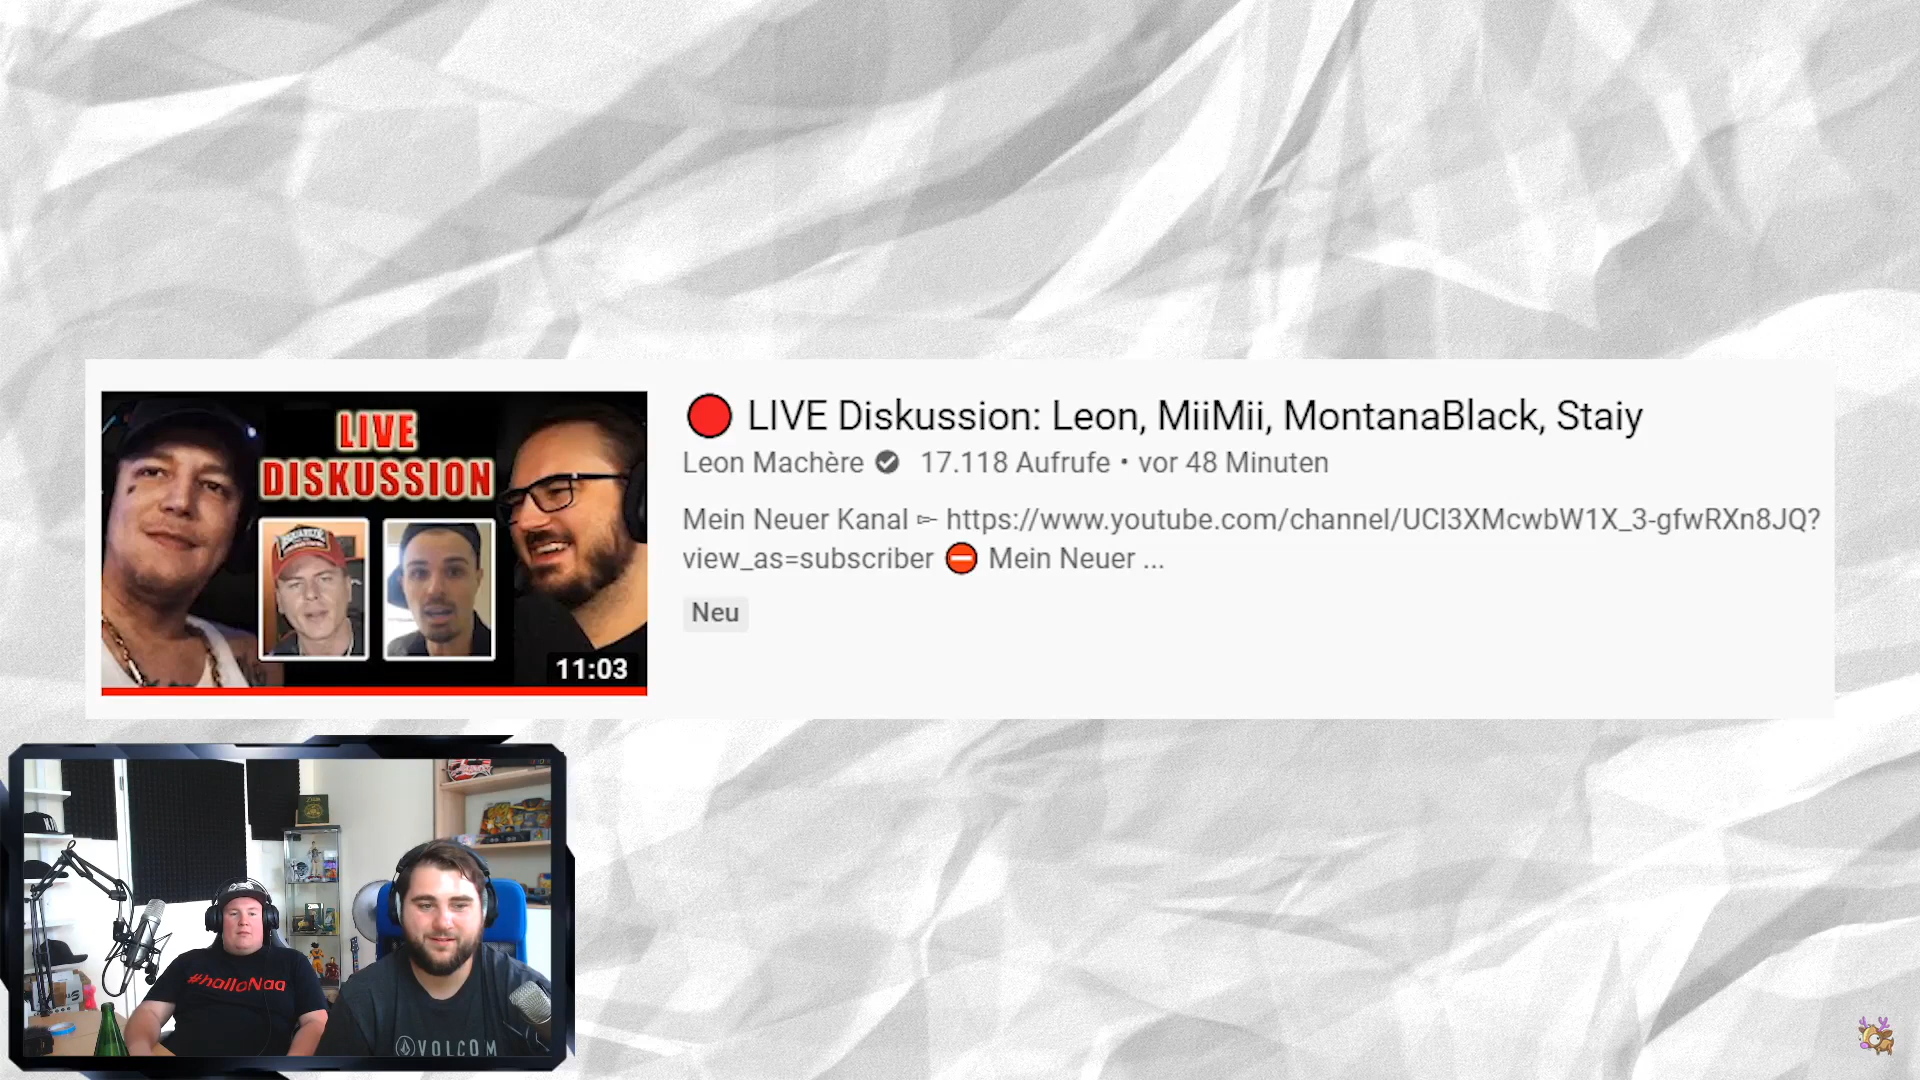 LIVE
DISKUSSION
11:03
🔴 LIVE Diskussion: Leon, MiiMii, MontanaBlack, Staiy
Leon Machère 17.118 Aufrufe • vor 48 Minuten
Mein Neuer Kanal ➳ https://www.youtube.com/channel/UCl3XMcwbW1X_3-gfwRXn8JQ?
view_as=subscriber ⛔ Mein Neuer ...
Neu
#halloNaa
VOLCOM